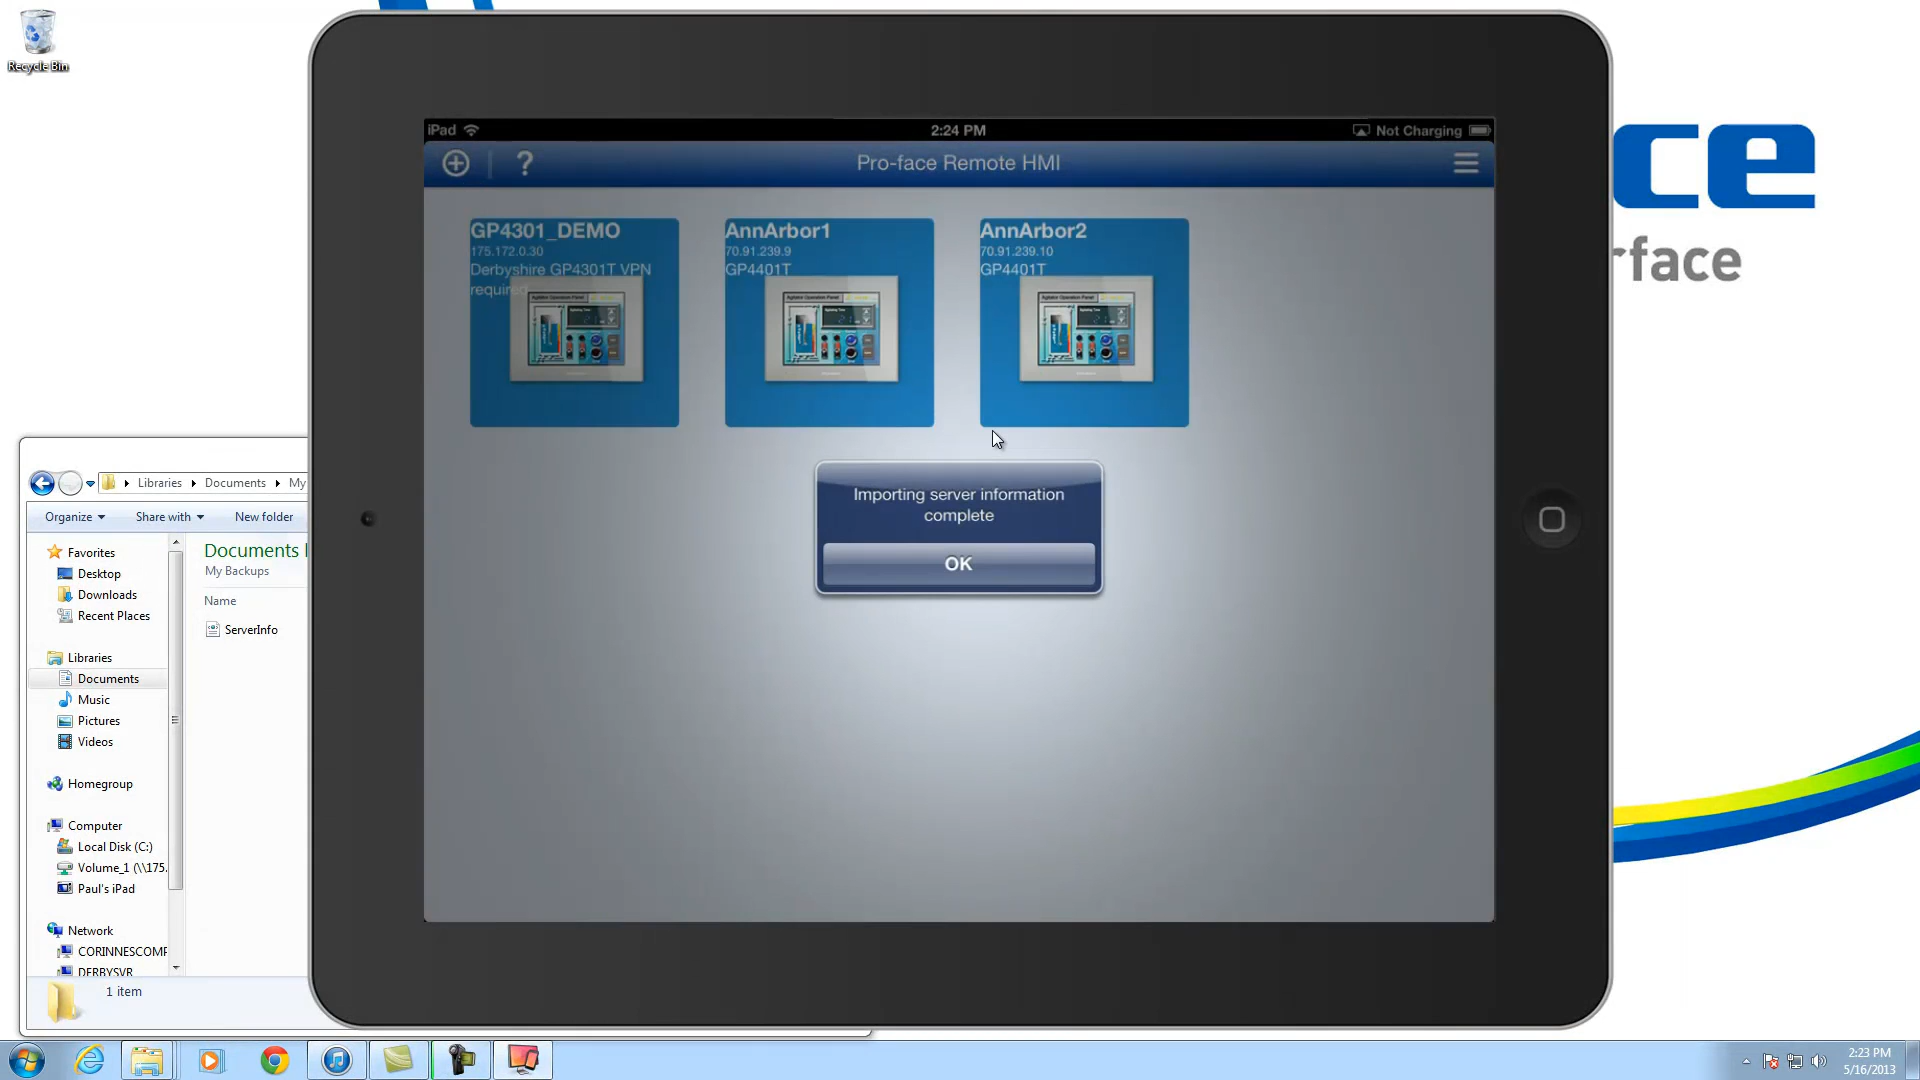 Recycle Bin
iPad
2:24 PM
Not Charging
?
Pro-face Remote HMI
GP4301_DEMO
175.172.0.30
Derbyshire GP4301T VPN
required
AnnArbor1
70.91.239.9
GP4401T
AnnArbor2
70.91.239.10
GP4401T
Importing server information
complete
OK
ce
rface
Libraries
Documents
My
Organize
Share with
New folder
Favorites
Desktop
Downloads
Recent Places
Libraries
Documents
Music
Pictures
Videos
Homegroup
Computer
Local Disk (C:)
Volume_1 (\\175.
Paul's iPad
Network
CORINNESCOMP
DERBYSVR
Documents l
My Backups
Name
ServerInfo
1 item
2:23 PM
5/16/2013